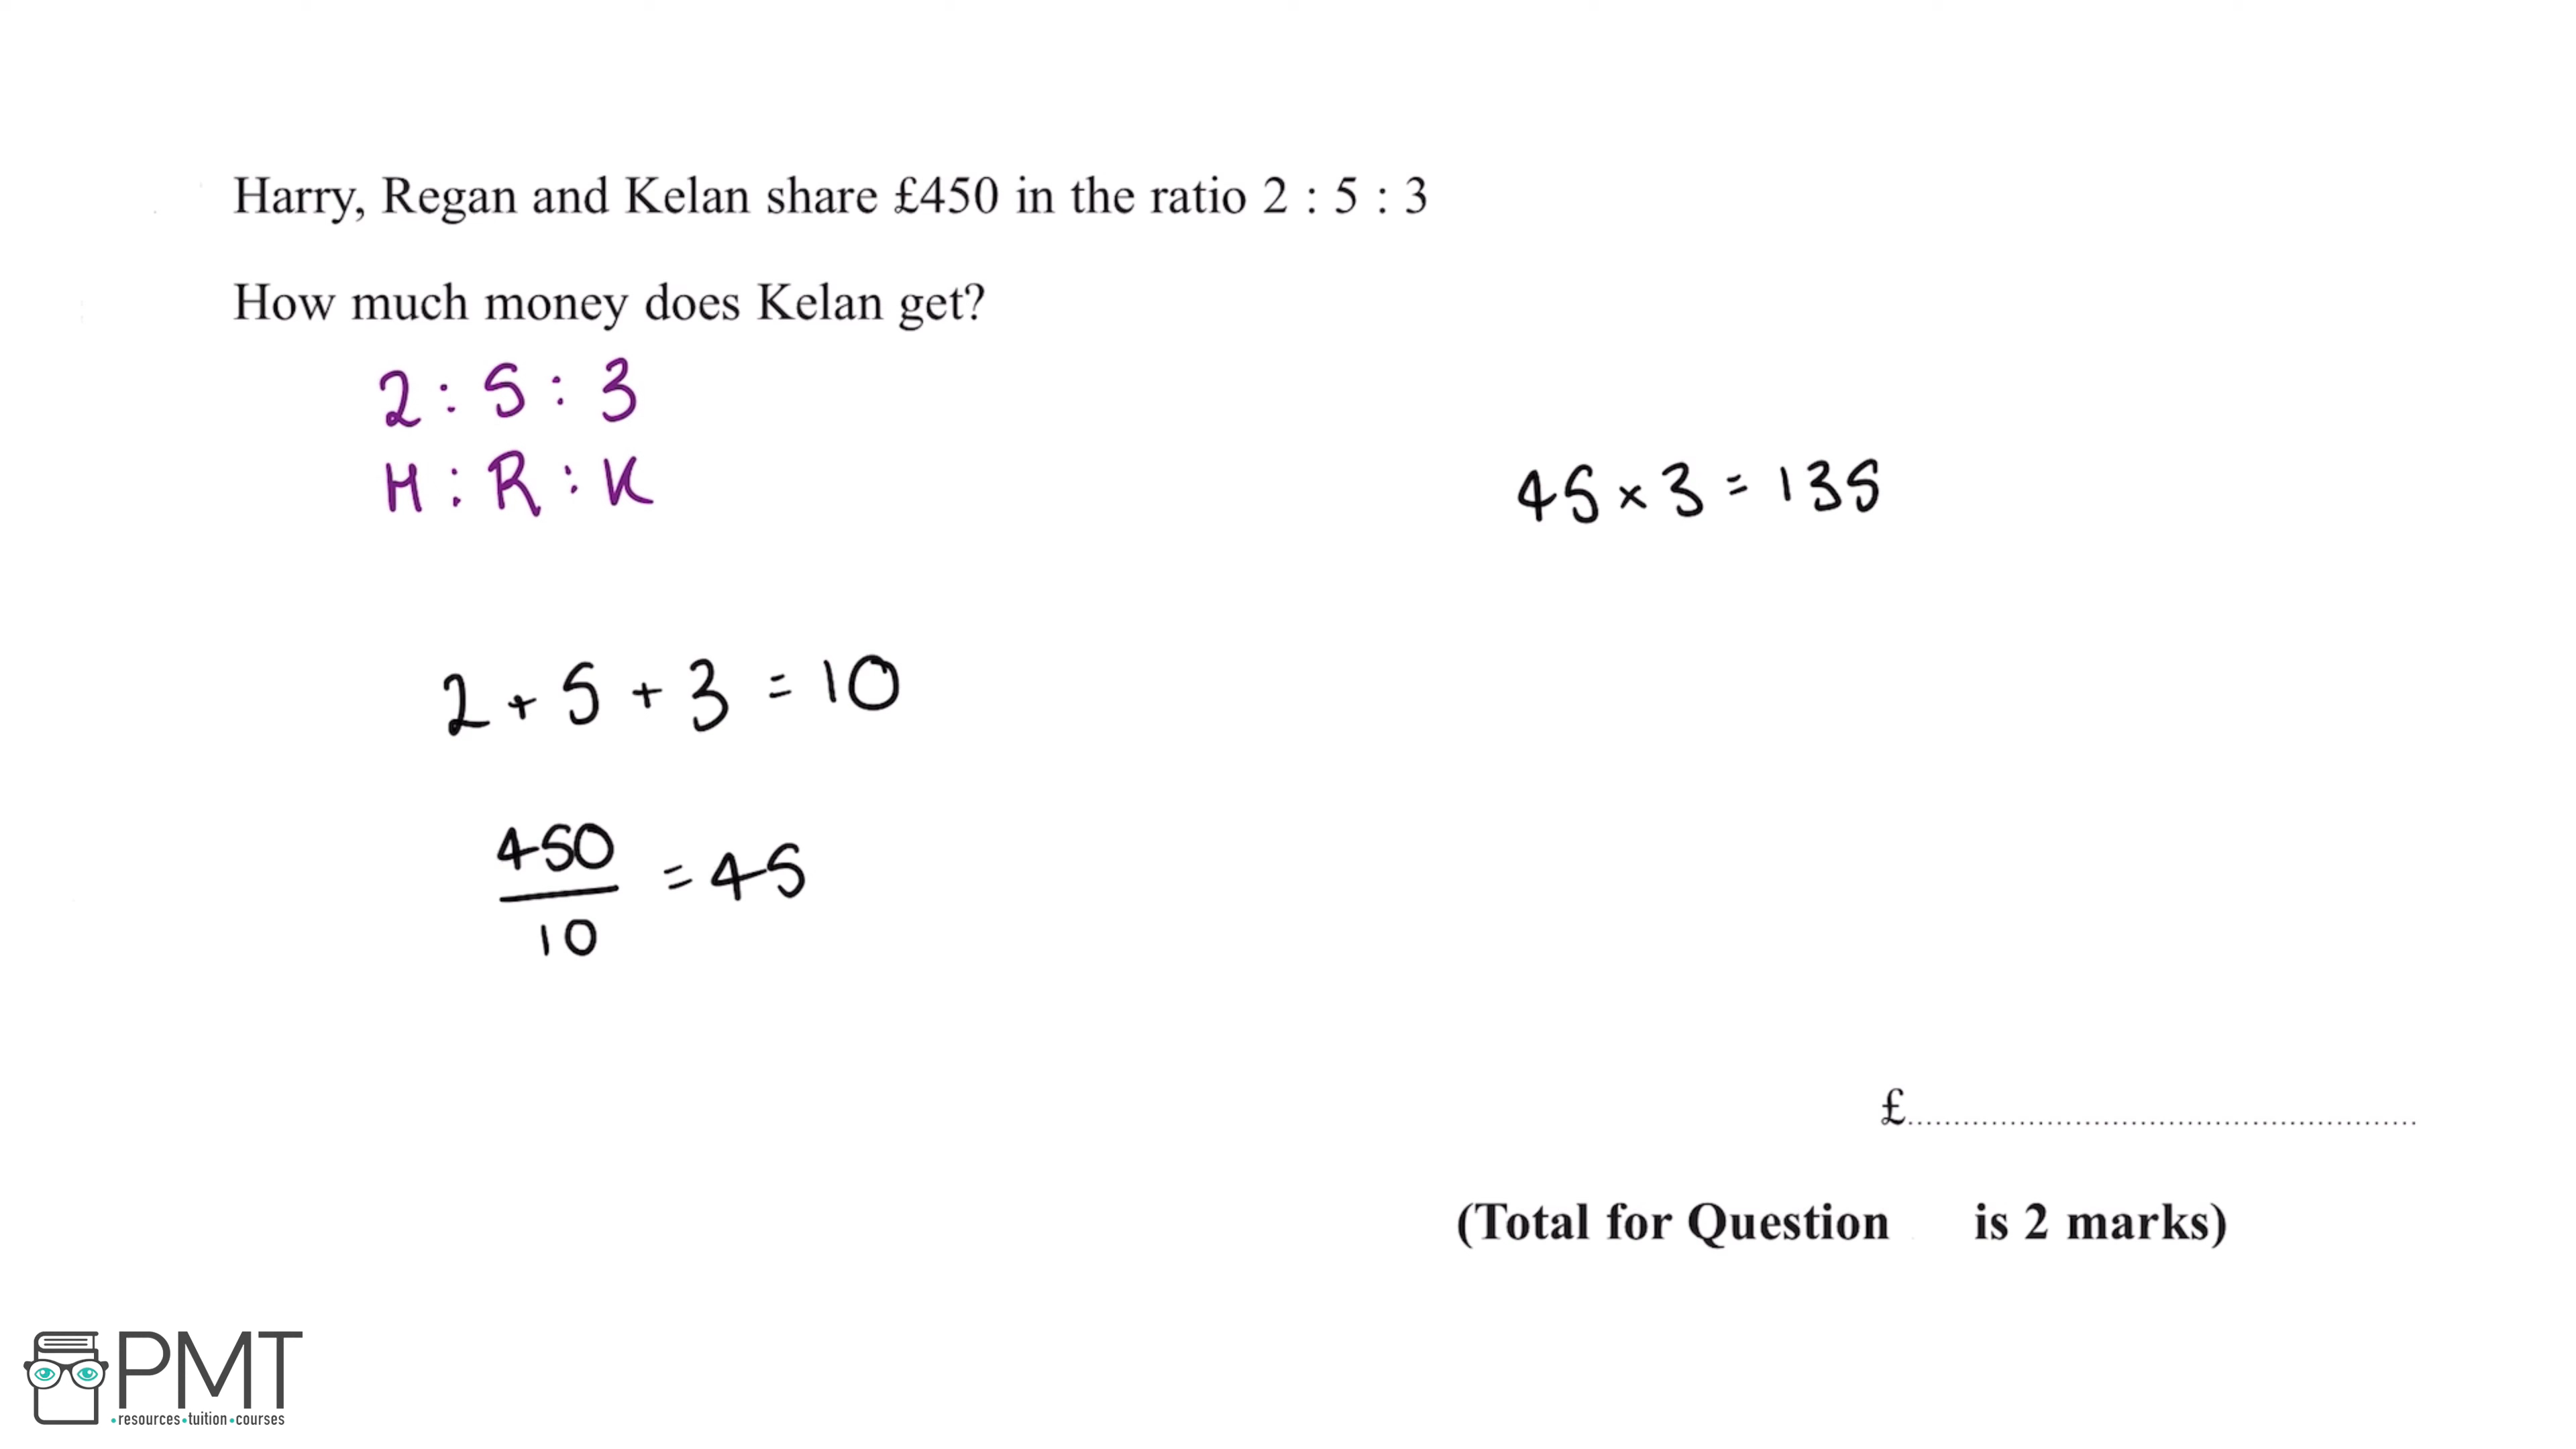 Harry, Regan and Kelan share £450 in the ratio 2 : 5 : 3
How much money does Kelan get?
2 : 5 : 3
H : R : K
2 + 5 + 3 = 10
450/10 = 45
45 × 3 = 135
£
(Total for Question is 2 marks)
PMT
•resources•tuition•courses